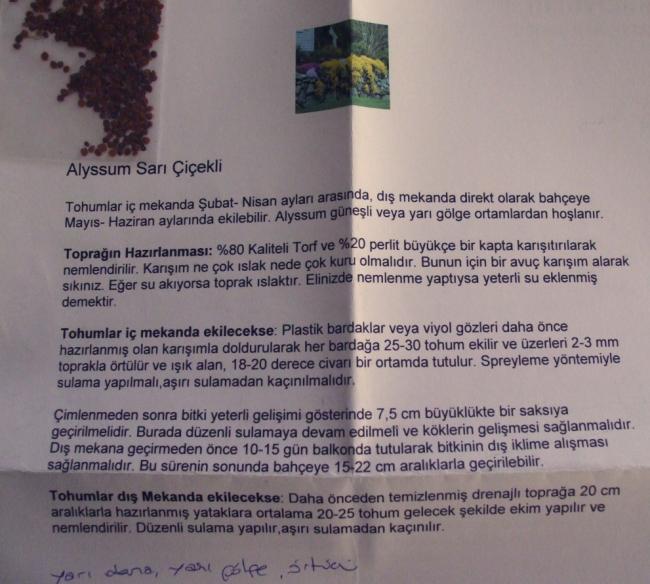 Alyssum Sarı Çiçekli
Tohumlar iç mekanda Şubat- Nisan ayları arasında, dış mekanda direkt olarak bahçeye
Mayıs- Haziran aylarında ekilebilir. Alyssum güneşli veya yarı gölge ortamlardan hoşlanır.
Toprağın Hazırlanması: %80 Kaliteli Torf ve %20 perlit büyükçe bir kapta karışıtırılarak
nemlendirilir. Karışım ne çok ıslak nede çok kuru olmalıdır. Bunun için bir avuç karışım alarak
sıkınız. Eğer su akıyorsa toprak ıslaktır. Elinizde nemlenme yaptıysa yeterli su eklenmiş
demektir.
Tohumlar iç mekanda ekilecekse: Plastik bardaklar veya viyol gözleri daha önce
hazırlanmış olan karışımla doldurularak her bardağa 25-30 tohum ekilir ve üzerleri 2-3 mm
toprakla örtülür ve ışık alan, 18-20 derece civarı bir ortamda tutulur. Spreyleme yöntemiyle
sulama yapılmalı,aşırı sulamadan kaçınılmalıdır.
Çimlenmeden sonra bitki yeterli gelişimi gösterinde 7,5 cm büyüklükte bir saksıya
geçirilmelidir. Burada düzenli sulamaya devam edilmeli ve köklerin gelişmesi sağlanmalıdır.
Dış mekana geçirmeden önce 10-15 gün balkonda tutularak bitkinin dış iklime alışması
sağlanmalıdır. Bu sürenin sonunda bahçeye 15-22 cm aralıklarla geçirilebilir.
Tohumlar dış Mekanda ekilecekse: Daha önceden temizlenmiş drenajlı toprağa 20 cm
aralıklarla hazırlanmış yataklara ortalama 20-25 tohum gelecek şekilde ekim yapılır ve
nemlendirilir. Düzenli sulama yapılır,aşırı sulamadan kaçınılır.
yarı yarı gölge, örtücü